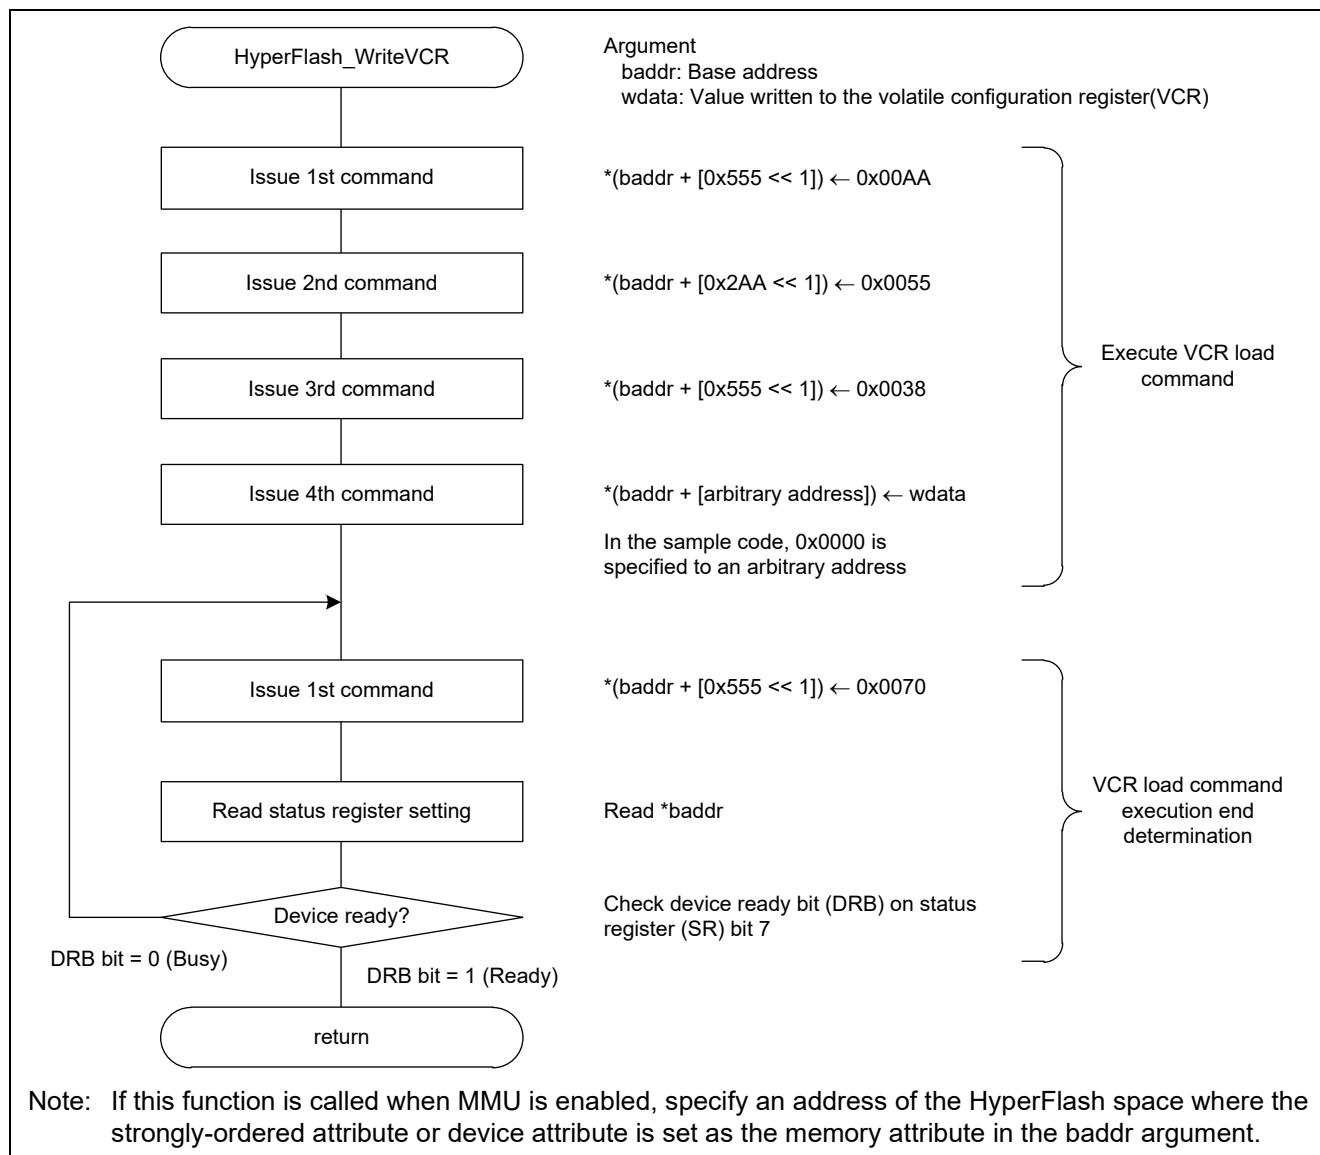 HyperFlash_WriteVCR
Argument
baddr: Base address
wdata: Value written to the volatile configuration register(VCR)
Issue 1st command
*(baddr + [0x555 << 1]) ← 0x00AA
Issue 2nd command
*(baddr + [0x2AA << 1]) ← 0x0055
Issue 3rd command
*(baddr + [0x555 << 1]) ← 0x0038
Issue 4th command
*(baddr + [arbitrary address]) ← wdata
In the sample code, 0x0000 is
specified to an arbitrary address
Execute VCR load
command
Issue 1st command
*(baddr + [0x555 << 1]) ← 0x0070
Read status register setting
Read *baddr
Device ready?
Check device ready bit (DRB) on status
register (SR) bit 7
VCR load command
execution end
determination
DRB bit = 0 (Busy)
DRB bit = 1 (Ready)
return
Note: If this function is called when MMU is enabled, specify an address of the HyperFlash space where the
strongly-ordered attribute or device attribute is set as the memory attribute in the baddr argument.